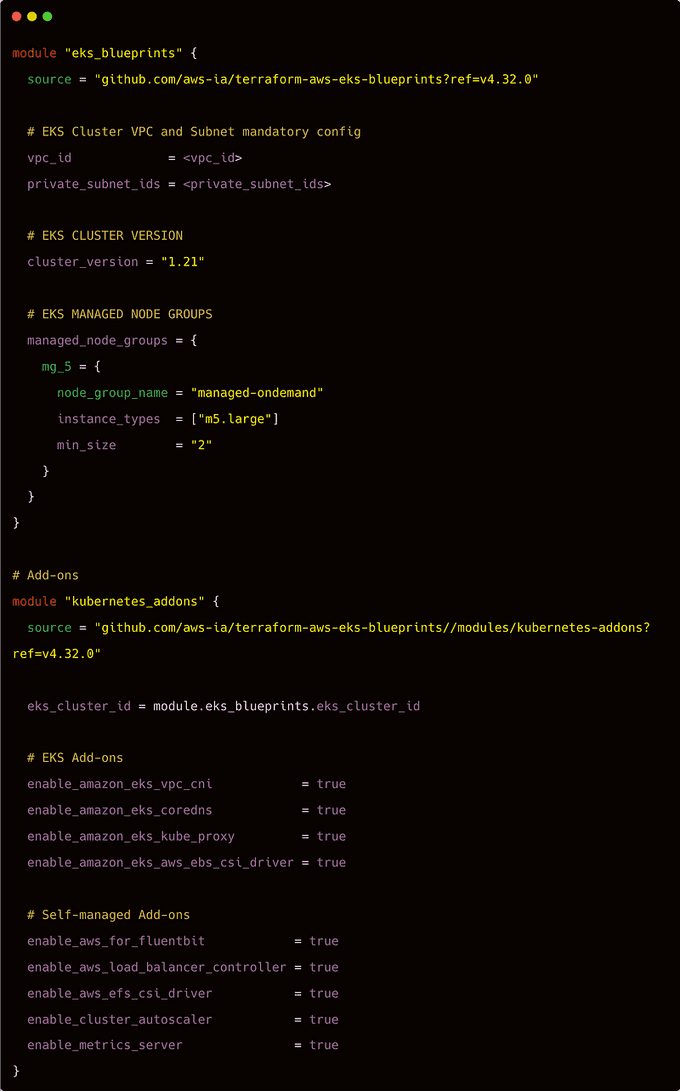 module "eks_blueprints" {
  source = "github.com/aws-ia/terraform-aws-eks-blueprints?ref=v4.32.0"

  # EKS Cluster VPC and Subnet mandatory config
  vpc_id             = <vpc_id>
  private_subnet_ids = <private_subnet_ids>

  # EKS CLUSTER VERSION
  cluster_version = "1.21"

  # EKS MANAGED NODE GROUPS
  managed_node_groups = {
    mg_5 = {
      node_group_name = "managed-ondemand"
      instance_types  = ["m5.large"]
      min_size        = "2"
    }
  }
}

# Add-ons
module "kubernetes_addons" {
  source = "github.com/aws-ia/terraform-aws-eks-blueprints//modules/kubernetes-addons?
ref=v4.32.0"

  eks_cluster_id = module.eks_blueprints.eks_cluster_id

  # EKS Add-ons
  enable_amazon_eks_vpc_cni            = true
  enable_amazon_eks_coredns            = true
  enable_amazon_eks_kube_proxy         = true
  enable_amazon_eks_aws_ebs_csi_driver = true

  # Self-managed Add-ons
  enable_aws_for_fluentbit            = true
  enable_aws_load_balancer_controller = true
  enable_aws_efs_csi_driver           = true
  enable_cluster_autoscaler           = true
  enable_metrics_server               = true
}